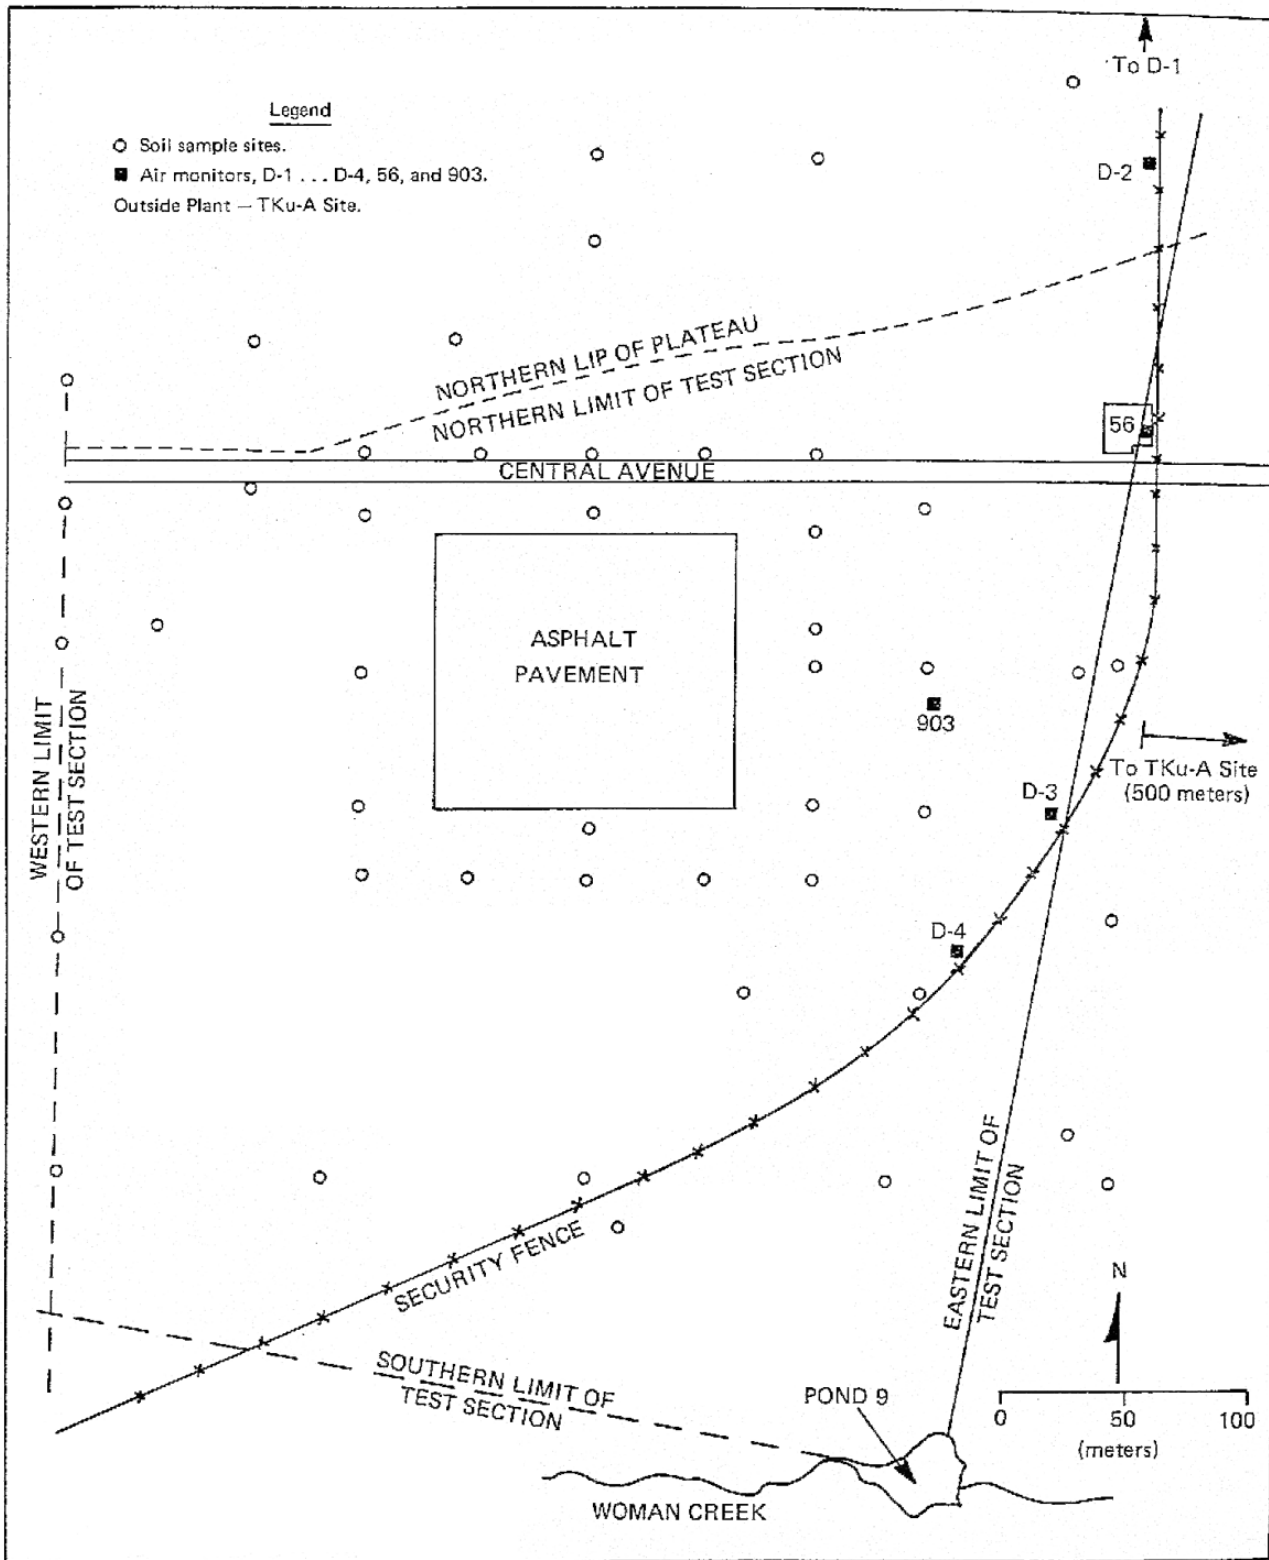 To D-1
Legend
Soil sample sites.
Air monitors, D-1 ... D-4, 56, and 903.
Outside Plant — TKu-A Site.
D-2
NORTHERN LIP OF PLATEAU
NORTHERN LIMIT OF TEST SECTION
56
CENTRAL AVENUE
ASPHALT
PAVEMENT
WESTERN LIMIT
OF TEST SECTION
903
To TKu-A Site
(500 meters)
D-3
D-4
EASTERN LIMIT OF
TEST SECTION
SECURITY FENCE
N
SOUTHERN LIMIT OF
TEST SECTION
POND 9
0 50 100
(meters)
WOMAN CREEK